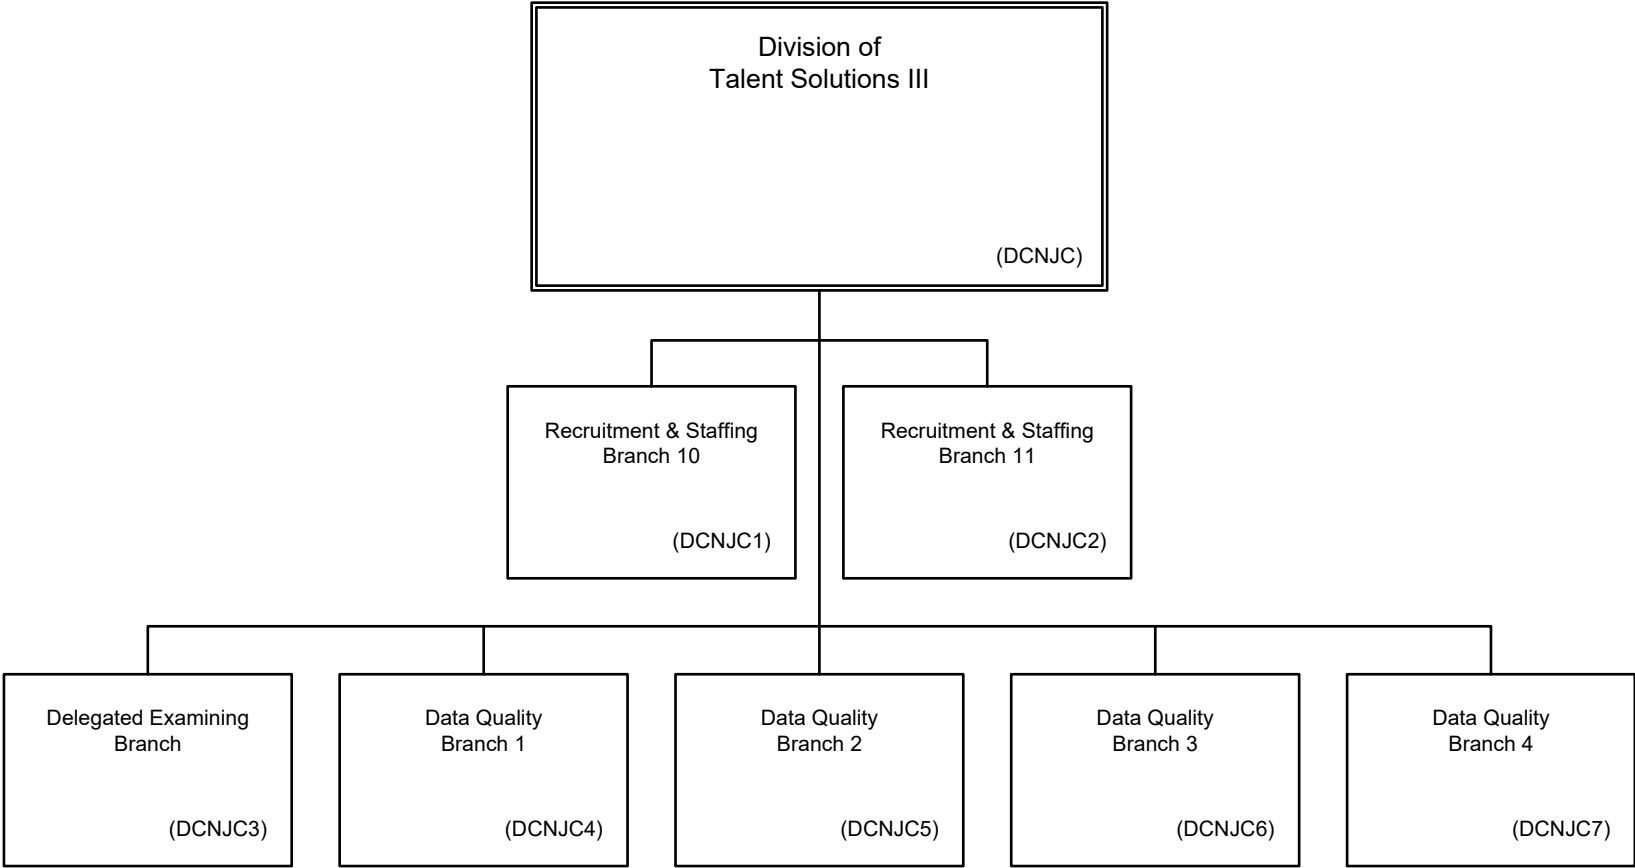 Division of
Talent Solutions III
(DCNJC)
Recruitment & Staffing
Branch 10
(DCNJC1)
Recruitment & Staffing
Branch 11
(DCNJC2)
Delegated Examining
Branch
(DCNJC3)
Data Quality
Branch 1
(DCNJC4)
Data Quality
Branch 2
(DCNJC5)
Data Quality
Branch 3
(DCNJC6)
Data Quality
Branch 4
(DCNJC7)